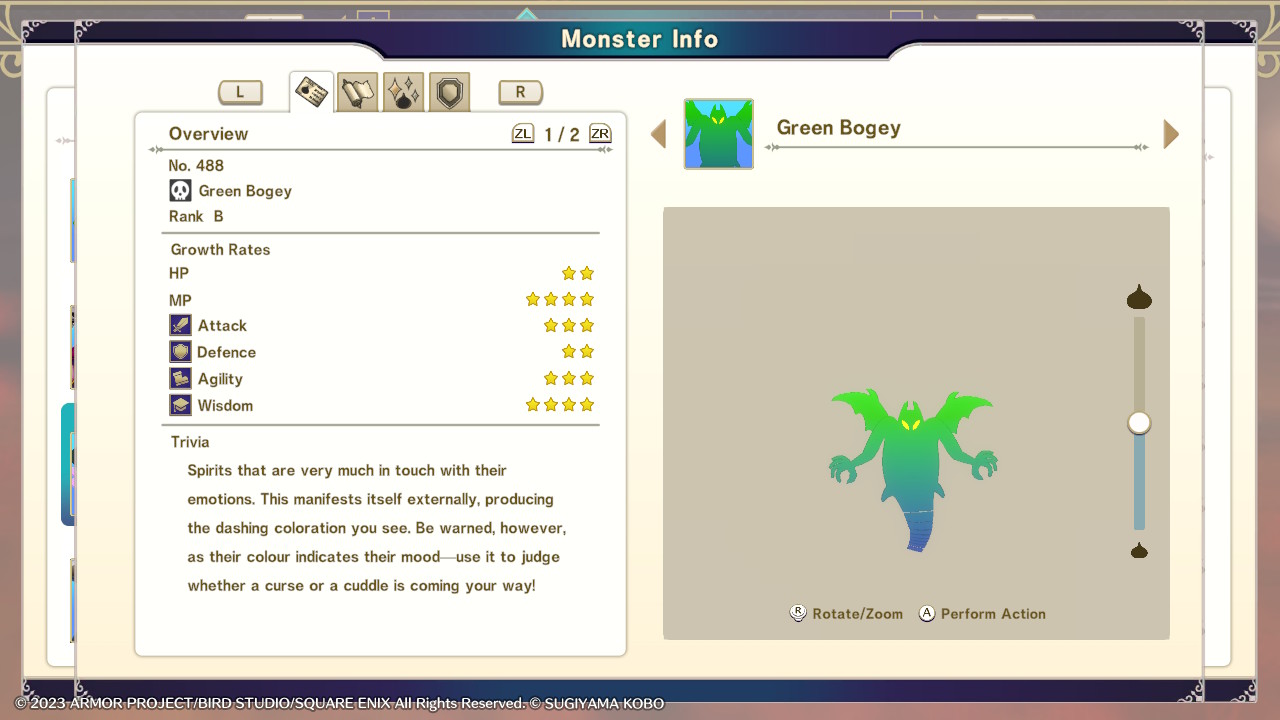 Monster Info
L
R
Overview
ZL 1 / 2 ZR
No. 488
Green Bogey
Rank B
Growth Rates
HP
MP
Attack
Defence
Agility
Wisdom
Trivia
Spirits that are very much in touch with their
emotions. This manifests itself externally, producing
the dashing coloration you see. Be warned, however,
as their colour indicates their mood—use it to judge
whether a curse or a cuddle is coming your way!
Green Bogey
R Rotate/Zoom A Perform Action
© 2023 ARMOR PROJECT/BIRD STUDIO/SQUARE ENIX All Rights Reserved. © SUGIYAMA KOBO